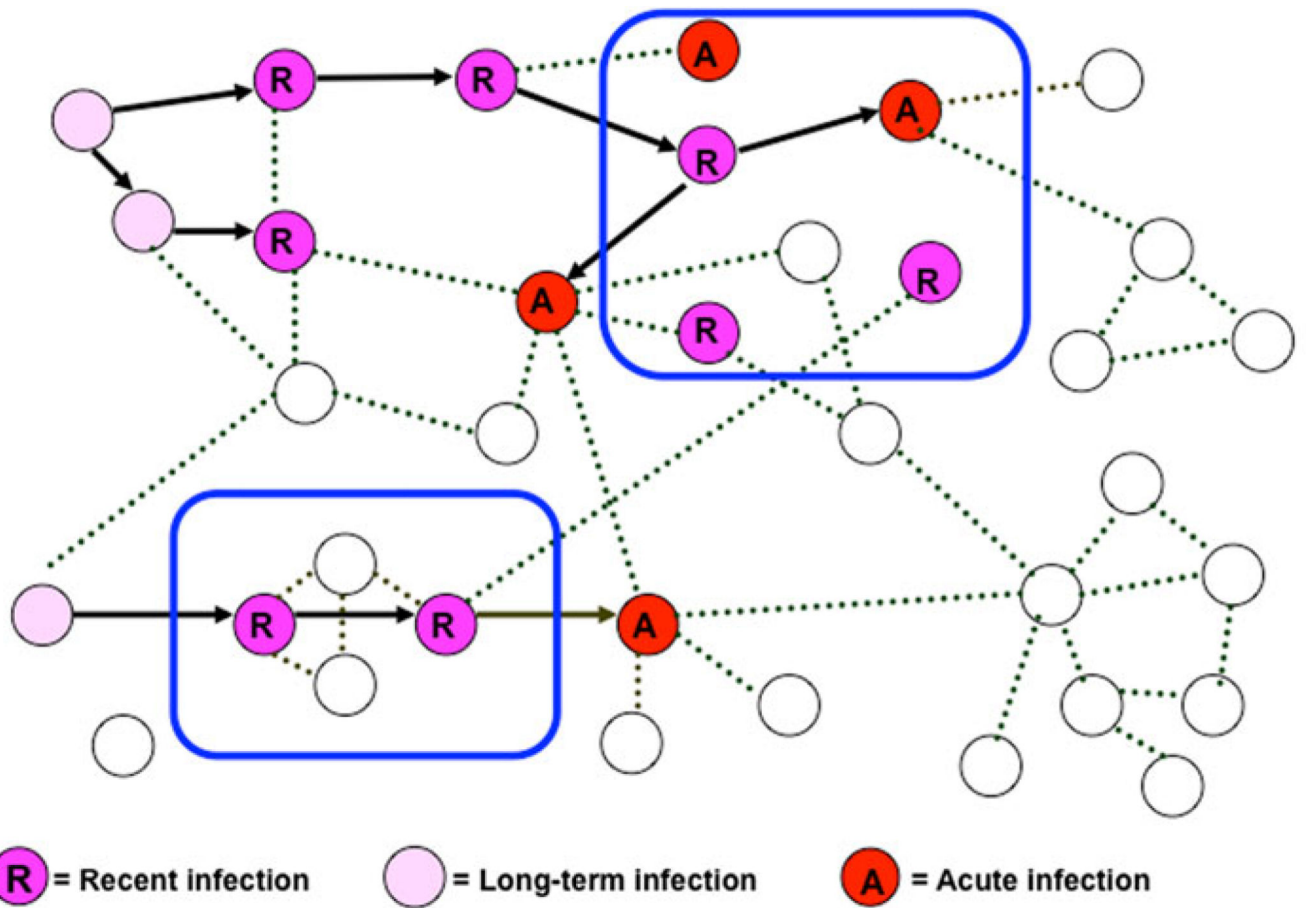 A
R R
A
R
R
R
A
R
R R A
R = Recent infection = Long-term infection A = Acute infection